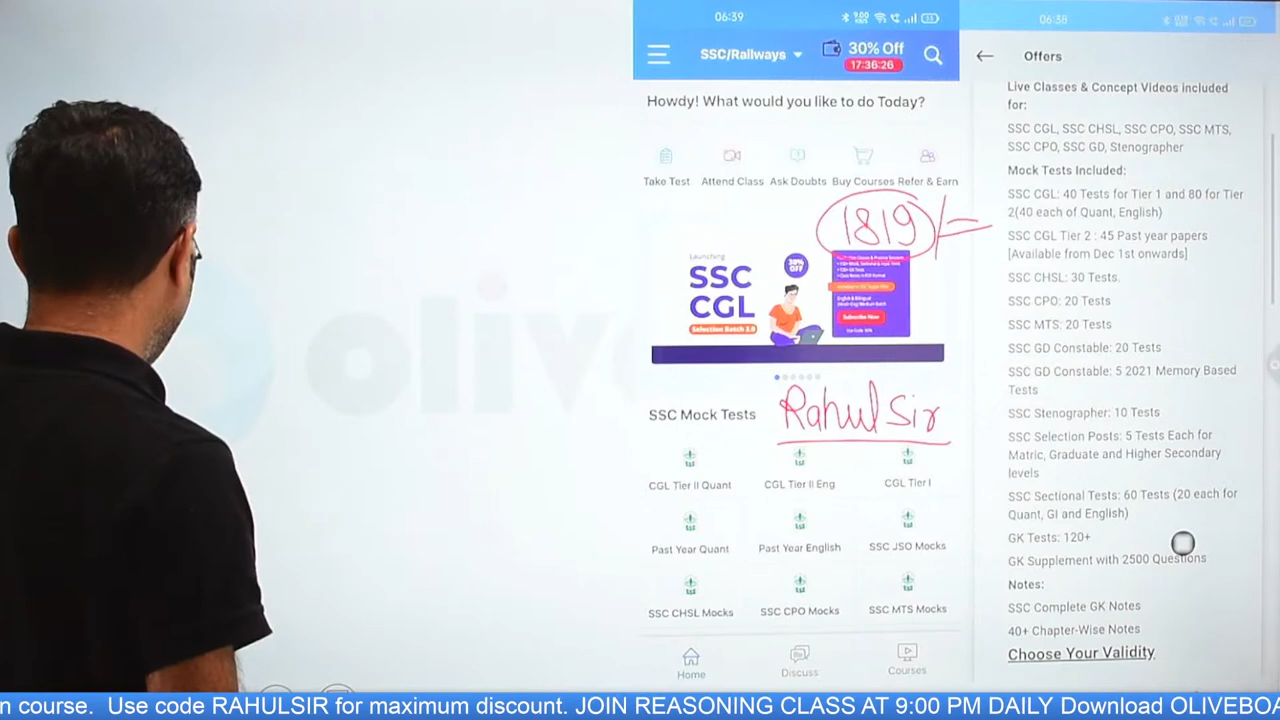 06:39
SSC/Railways
30% Off
17:36:26
Howdy! What would you like to do Today?
Take Test
Attend Class
Ask Doubts
Buy Courses
Refer & Earn
1819/=
Launching
SSC
CGL
Selection Batch 2.0
30%
OFF
English & Bilingual
Subscribe Now
RahulSir
SSC Mock Tests
CGL Tier II Quant
CGL Tier II Eng
CGL Tier I
Past Year Quant
Past Year English
SSC JSO Mocks
SSC CHSL Mocks
SSC CPO Mocks
SSC MTS Mocks
Home
Discuss
Courses
06:38
Offers
Live Classes & Concept Videos included
for:
SSC CGL, SSC CHSL, SSC CPO, SSC MTS,
SSC CPO, SSC GD, Stenographer
Mock Tests Included:
SSC CGL: 40 Tests for Tier 1 and 80 for Tier
2(40 each of Quant, English)
SSC CGL Tier 2 : 45 Past year papers
[Available from Dec 1st onwards]
SSC CHSL: 30 Tests.
SSC CPO: 20 Tests
SSC MTS: 20 Tests
SSC GD Constable: 20 Tests
SSC GD Constable: 5 2021 Memory Based
Tests
SSC Stenographer: 10 Tests
SSC Selection Posts: 5 Tests Each for
Matric, Graduate and Higher Secondary
levels
SSC Sectional Tests: 60 Tests (20 each for
Quant, GI and English)
GK Tests: 120+
GK Supplement with 2500 Questions
Notes:
SSC Complete GK Notes
40+ Chapter-Wise Notes
Choose Your Validity
n course. Use code RAHULSIR for maximum discount. JOIN REASONING CLASS AT 9:00 PM DAILY Download OLIVEBOA